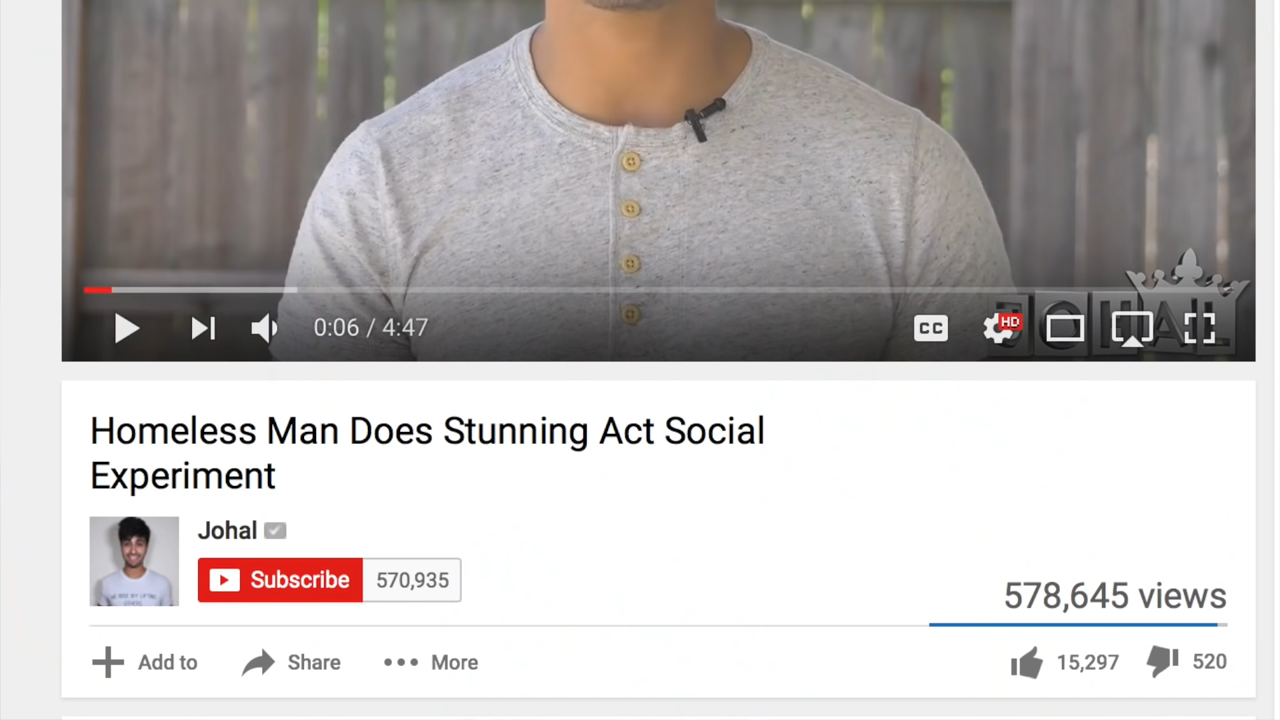 JOHAL
0:06 / 4:47
CC
HD
Homeless Man Does Stunning Act Social
Experiment
Johal
Subscribe
570,935
578,645 views
Add to
Share
More
15,297
520